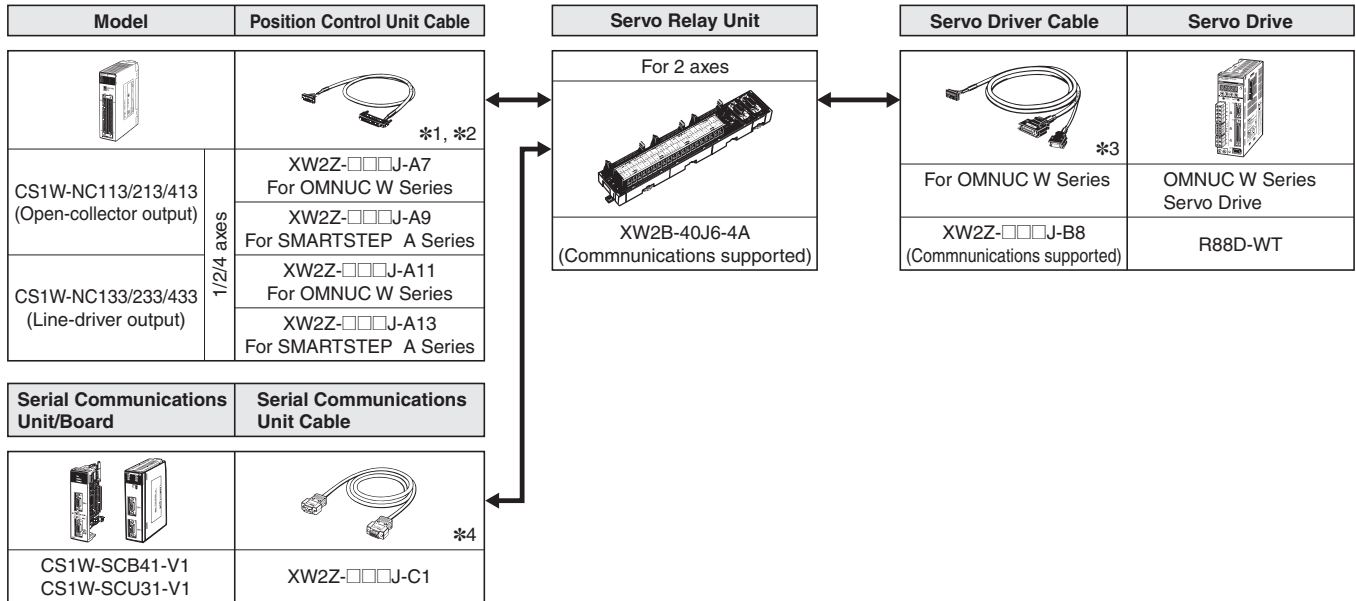 Model
Position Control Unit Cable
Servo Relay Unit
Servo Driver Cable
Servo Drive
✻1, ✻2
For 2 axes
✻3
CS1W-NC113/213/413
(Open-collector output)
CS1W-NC133/233/433
(Line-driver output)
1/2/4 axes
XW2Z-□□□J-A7
For OMNUC W Series
XW2Z-□□□J-A9
For SMARTSTEP A Series
XW2Z-□□□J-A11
For OMNUC W Series
XW2Z-□□□J-A13
For SMARTSTEP A Series
XW2B-40J6-4A
(Commnunications supported)
For OMNUC W Series
OMNUC W Series
Servo Drive
XW2Z-□□□J-B8
(Commnunications supported)
R88D-WT
Serial Communications
Unit/Board
Serial Communications
Unit Cable
✻4
CS1W-SCB41-V1
CS1W-SCU31-V1
XW2Z-□□□J-C1